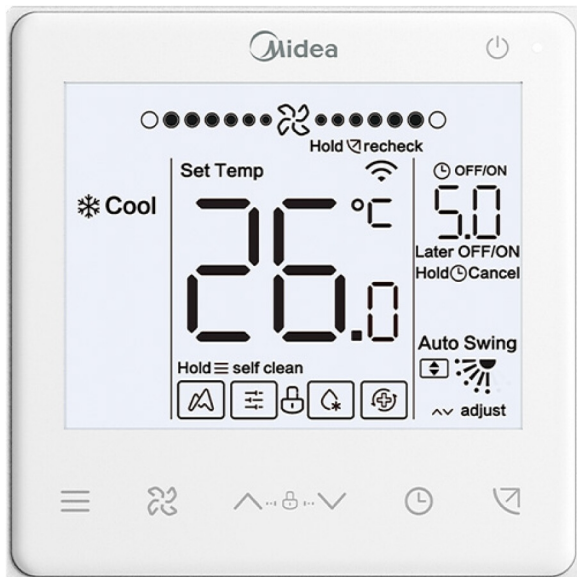 Midea
Hold recheck
Set Temp
OFF/ON
Cool
26.0 °C
5.0
Later OFF/ON
Hold Cancel
Hold self clean
Auto Swing
adjust